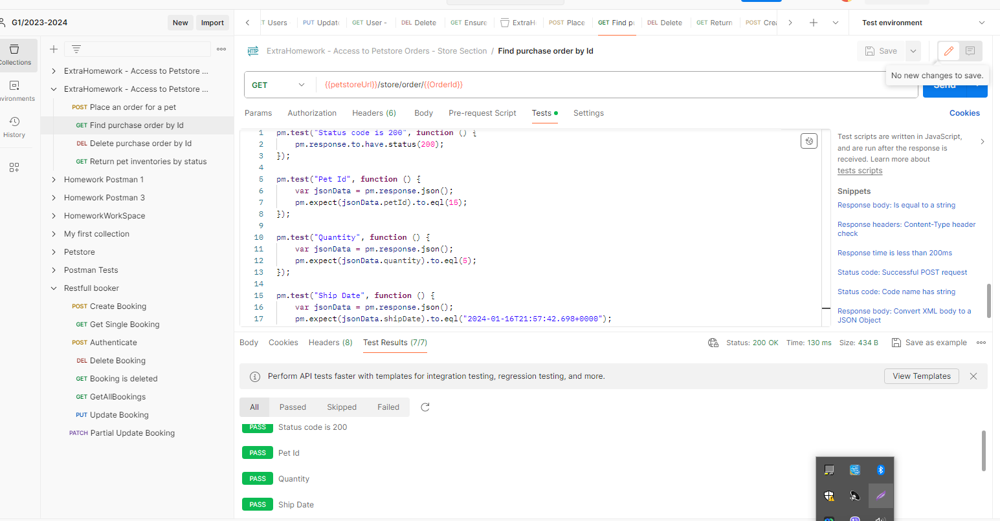 G1/2023-2024
New
Import
Users
PUT Updat
GET User -
DEL Delete
GET Ensure
ExtraH
POST Place
GET Find p
DEL Delete
GET Return
POST Crea
Test environment
Collections
Environments
History
ExtraHomework - Access to Petstore ...
ExtraHomework - Access to Petstore ...
POST Place an order for a pet
GET Find purchase order by Id
DEL Delete purchase order by Id
GET Return pet inventories by status
Homework Postman 1
Homework Postman 3
HomeworkWorkSpace
My first collection
Petstore
Postman Tests
Restfull booker
POST Create Booking
GET Get Single Booking
POST Authenticate
DEL Delete Booking
GET Booking is deleted
GET GetAllBookings
PUT Update Booking
PATCH Partial Update Booking
HTTP ExtraHomework - Access to Petstore Orders - Store Section / Find purchase order by Id
Save
No new changes to save.
GET {{petstoreUrl}}/store/order/{{OrderId}}
Send
Params Authorization Headers (6) Body Pre-request Script Tests Settings
Cookies
1 pm.test("Status code is 200", function () {
2 pm.response.to.have.status(200);
3 });
4
5 pm.test("Pet Id", function () {
6 var jsonData = pm.response.json();
7 pm.expect(jsonData.petId).to.eql(15);
8 });
9
10 pm.test("Quantity", function () {
11 var jsonData = pm.response.json();
12 pm.expect(jsonData.quantity).to.eql(5);
13 });
14
15 pm.test("Ship Date", function () {
16 var jsonData = pm.response.json();
17 pm.expect(jsonData.shipDate).to.eql("2024-01-16T21:57:42.698+0000");
Test scripts are written in JavaScript,
and are run after the response is
received. Learn more about
tests scripts
Snippets
Response body: Is equal to a string
Response headers: Content-Type header
check
Response time is less than 200ms
Status code: Successful POST request
Status code: Code name has string
Response body: Convert XML body to a
JSON Object
Body Cookies Headers (8) Test Results (7/7)
Status: 200 OK Time: 130 ms Size: 434 B Save as example
Perform API tests faster with templates for integration testing, regression testing, and more.
View Templates
All Passed Skipped Failed
PASS Status code is 200
PASS Pet Id
PASS Quantity
PASS Ship Date